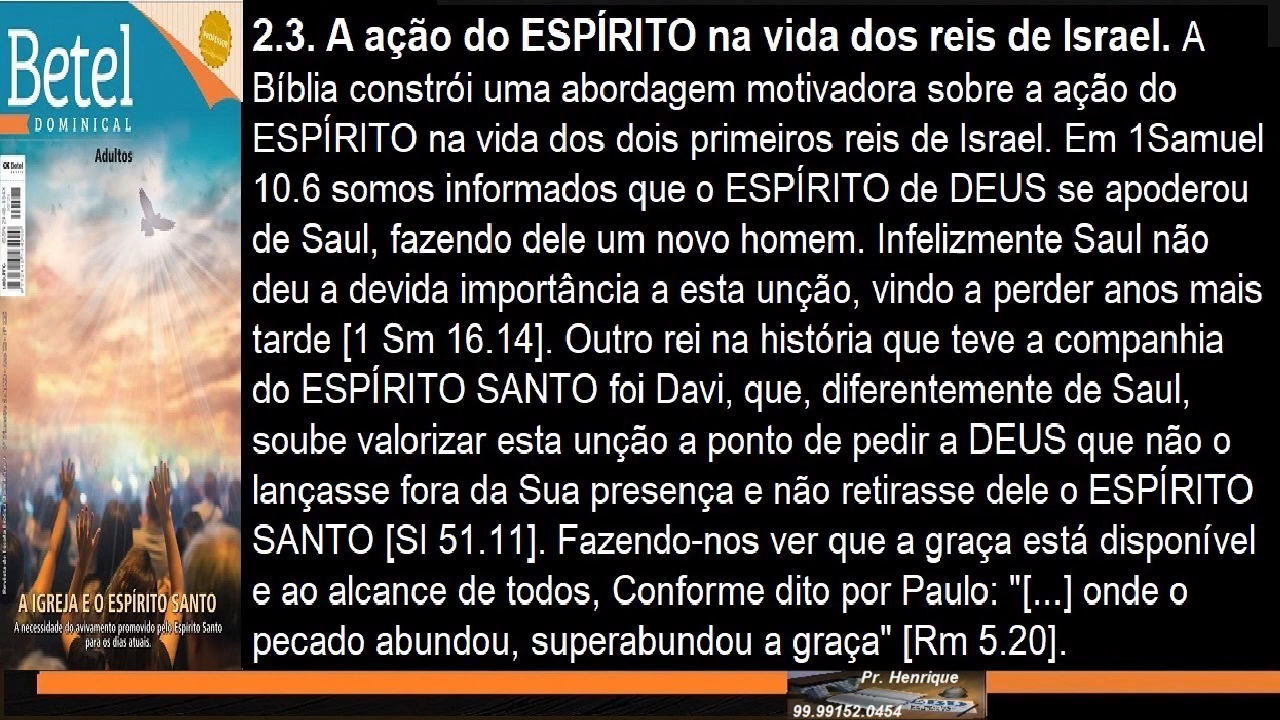 Betel
DOMINICAL
PROFESSOR
Adultos
Betel
A IGREJA E O ESPÍRITO SANTO
A necessidade do avivamento promovido pelo Espírito Santo
para os dias atuais.
2.3. A ação do ESPÍRITO na vida dos reis de Israel. A
Bíblia constrói uma abordagem motivadora sobre a ação do
ESPÍRITO na vida dos dois primeiros reis de Israel. Em 1Samuel
10.6 somos informados que o ESPÍRITO de DEUS se apoderou
de Saul, fazendo dele um novo homem. Infelizmente Saul não
deu a devida importância a esta unção, vindo a perder anos mais
tarde [1 Sm 16.14]. Outro rei na história que teve a companhia
do ESPÍRITO SANTO foi Davi, que, diferentemente de Saul,
soube valorizar esta unção a ponto de pedir a DEUS que não o
lançasse fora da Sua presença e não retirasse dele o ESPÍRITO
SANTO [Sl 51.11]. Fazendo-nos ver que a graça está disponível
e ao alcance de todos, Conforme dito por Paulo: "[...] onde o
pecado abundou, superabundou a graça" [Rm 5.20].
Pr. Henrique
99.99152.0454